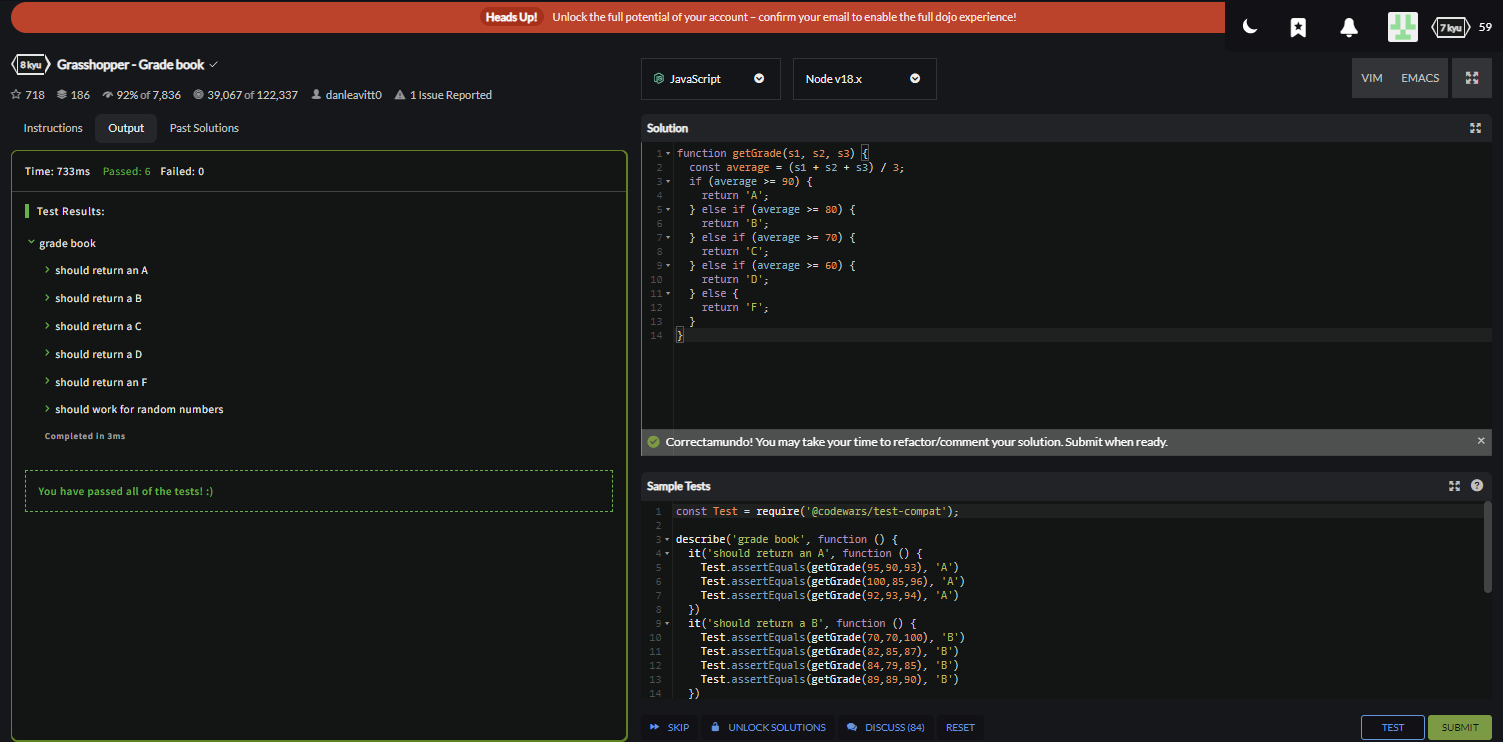 Heads Up! Unlock the full potential of your account – confirm your email to enable the full dojo experience!
7 kyu 59
8 kyu Grasshopper - Grade book
718 186 92% of 7,836 39,067 of 122,337 danleavitt0 1 Issue Reported
Instructions Output Past Solutions
Time: 733ms Passed: 6 Failed: 0
Test Results:
grade book
should return an A
should return a B
should return a C
should return a D
should return an F
should work for random numbers
Completed in 3ms
You have passed all of the tests! :)
JavaScript Node v18.x VIM EMACS
Solution
1 function getGrade(s1, s2, s3) {
2 const average = (s1 + s2 + s3) / 3;
3 if (average >= 90) {
4 return 'A';
5 } else if (average >= 80) {
6 return 'B';
7 } else if (average >= 70) {
8 return 'C';
9 } else if (average >= 60) {
10 return 'D';
11 } else {
12 return 'F';
13 }
14 }
Correctamundo! You may take your time to refactor/comment your solution. Submit when ready.
Sample Tests
1 const Test = require('@codewars/test-compat');
2
3 describe('grade book', function () {
4 it('should return an A', function () {
5 Test.assertEquals(getGrade(95,90,93), 'A')
6 Test.assertEquals(getGrade(100,85,96), 'A')
7 Test.assertEquals(getGrade(92,93,94), 'A')
8 })
9 it('should return a B', function () {
10 Test.assertEquals(getGrade(70,70,100), 'B')
11 Test.assertEquals(getGrade(82,85,87), 'B')
12 Test.assertEquals(getGrade(84,79,85), 'B')
13 Test.assertEquals(getGrade(89,89,90), 'B')
14 })
SKIP UNLOCK SOLUTIONS DISCUSS (84) RESET TEST SUBMIT